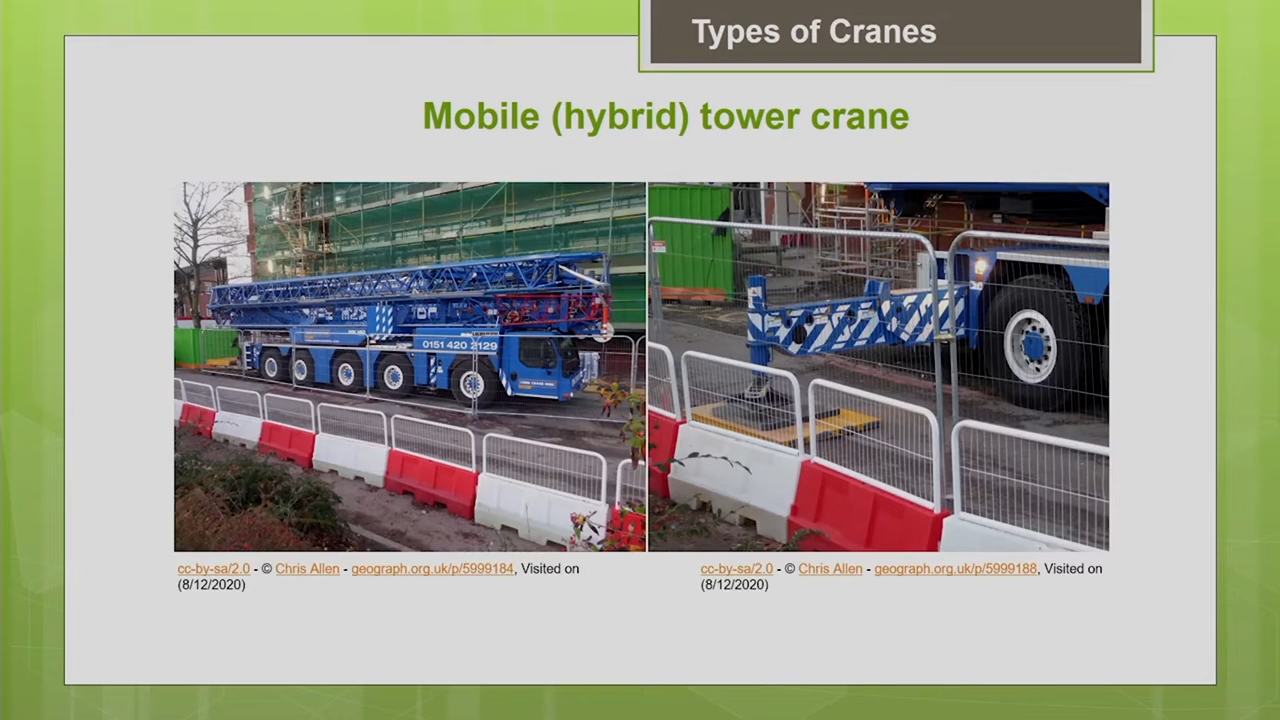 Types of Cranes
Mobile (hybrid) tower crane
0151 420 2129
cc-by-sa/2.0 - © Chris Allen - geograph.org.uk/p/5999184, Visited on
(8/12/2020)
cc-by-sa/2.0 - © Chris Allen - geograph.org.uk/p/5999188, Visited on
(8/12/2020)